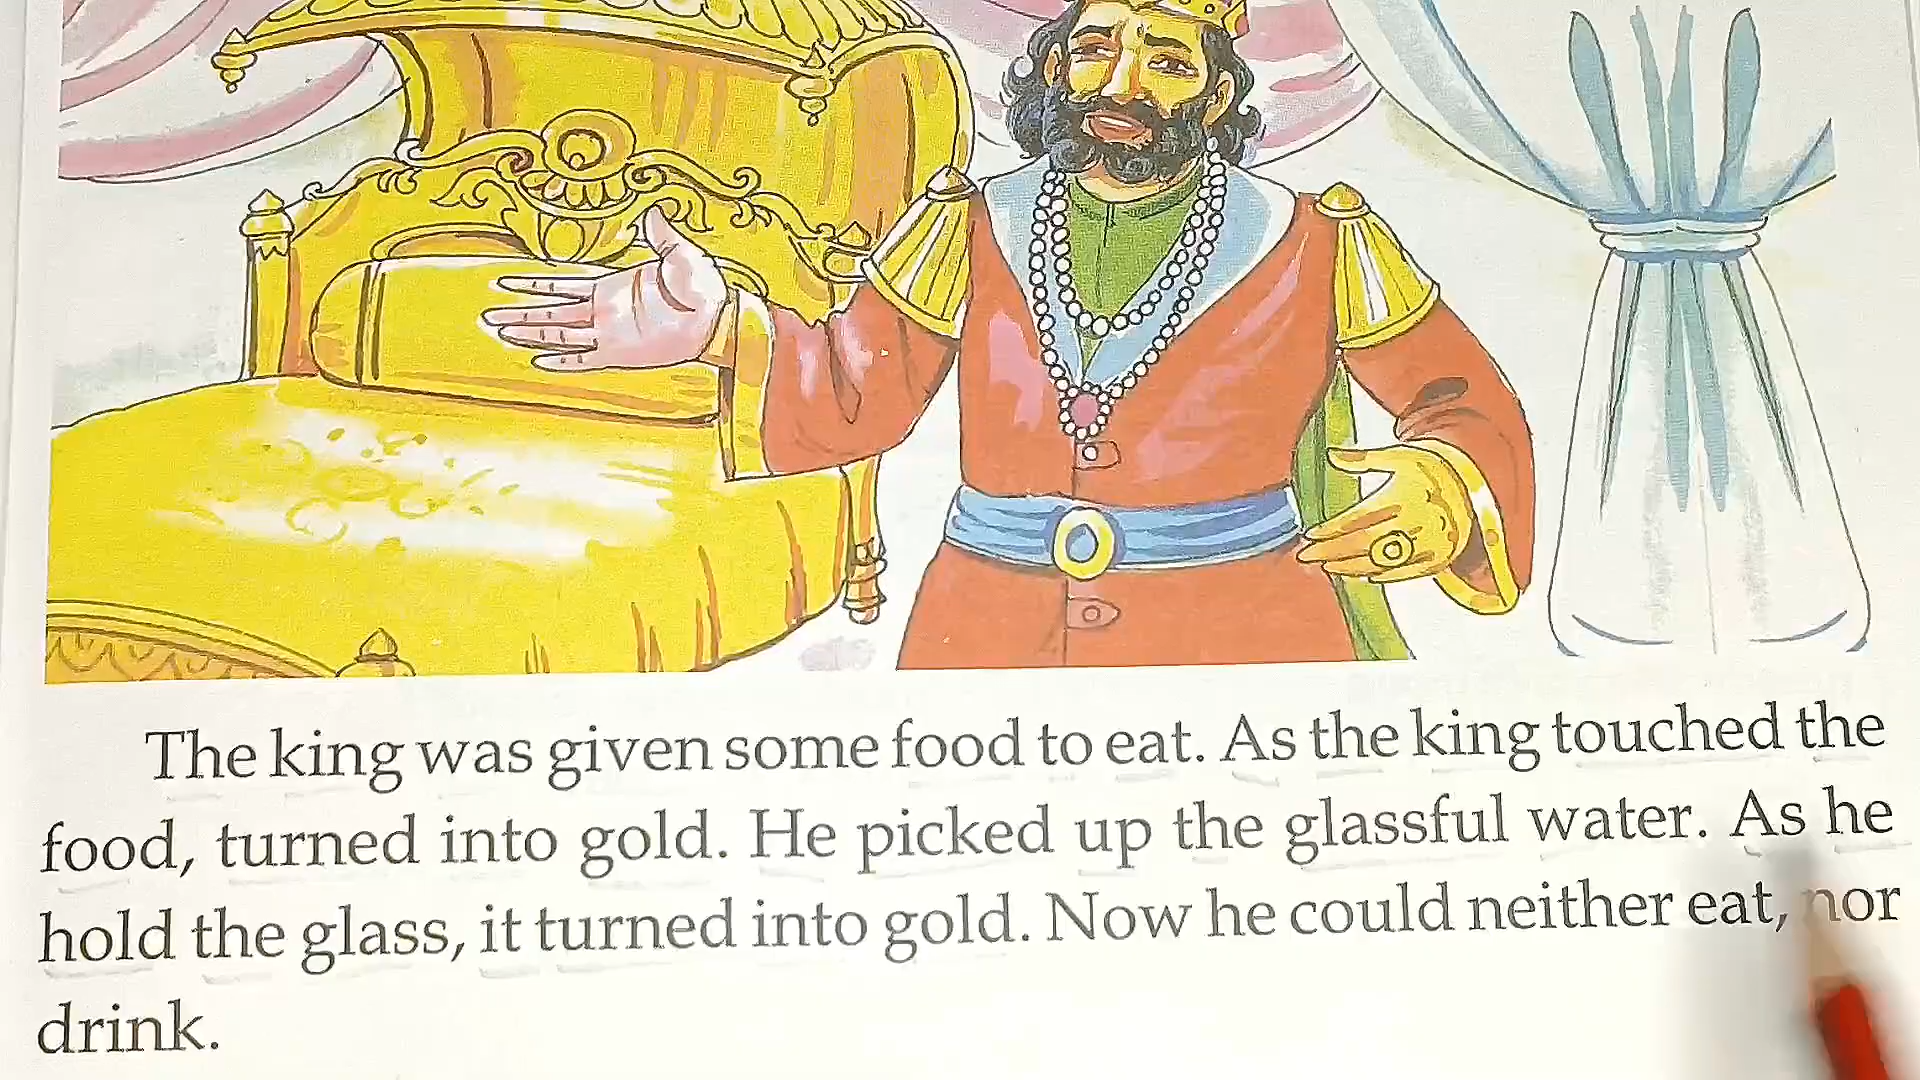 The king was given some food to eat. As the king touched the
food, turned into gold. He picked up the glassful water. As he
hold the glass, it turned into gold. Now he could neither eat, nor
drink.